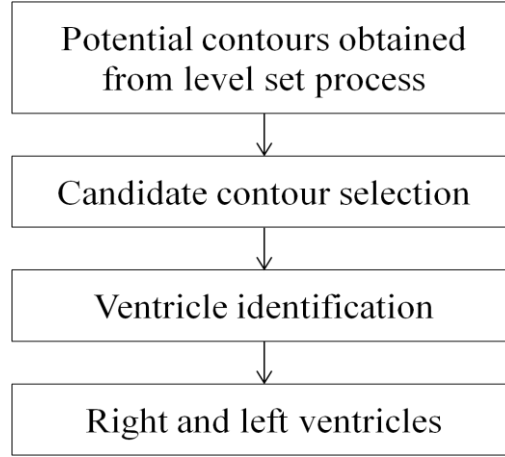 Potential contours obtained
from level set process
Candidate contour selection
Ventricle identification
Right and left ventricles